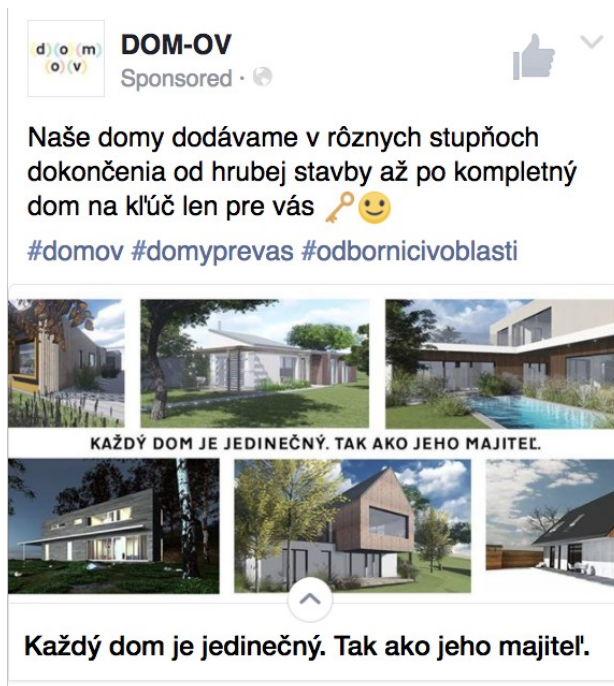 (d)(o)(m)
(o)(v)
DOM-OV
Sponsored ·
Naše domy dodávame v rôznych stupňoch
dokončenia od hrubej stavby až po kompletný
dom na kľúč len pre vás 🔑🙂
#domov #domyprevas #odbornicivoblasti
KAŽDÝ DOM JE JEDINEČNÝ. TAK AKO JEHO MAJITEĽ.
Každý dom je jedinečný. Tak ako jeho majiteľ.